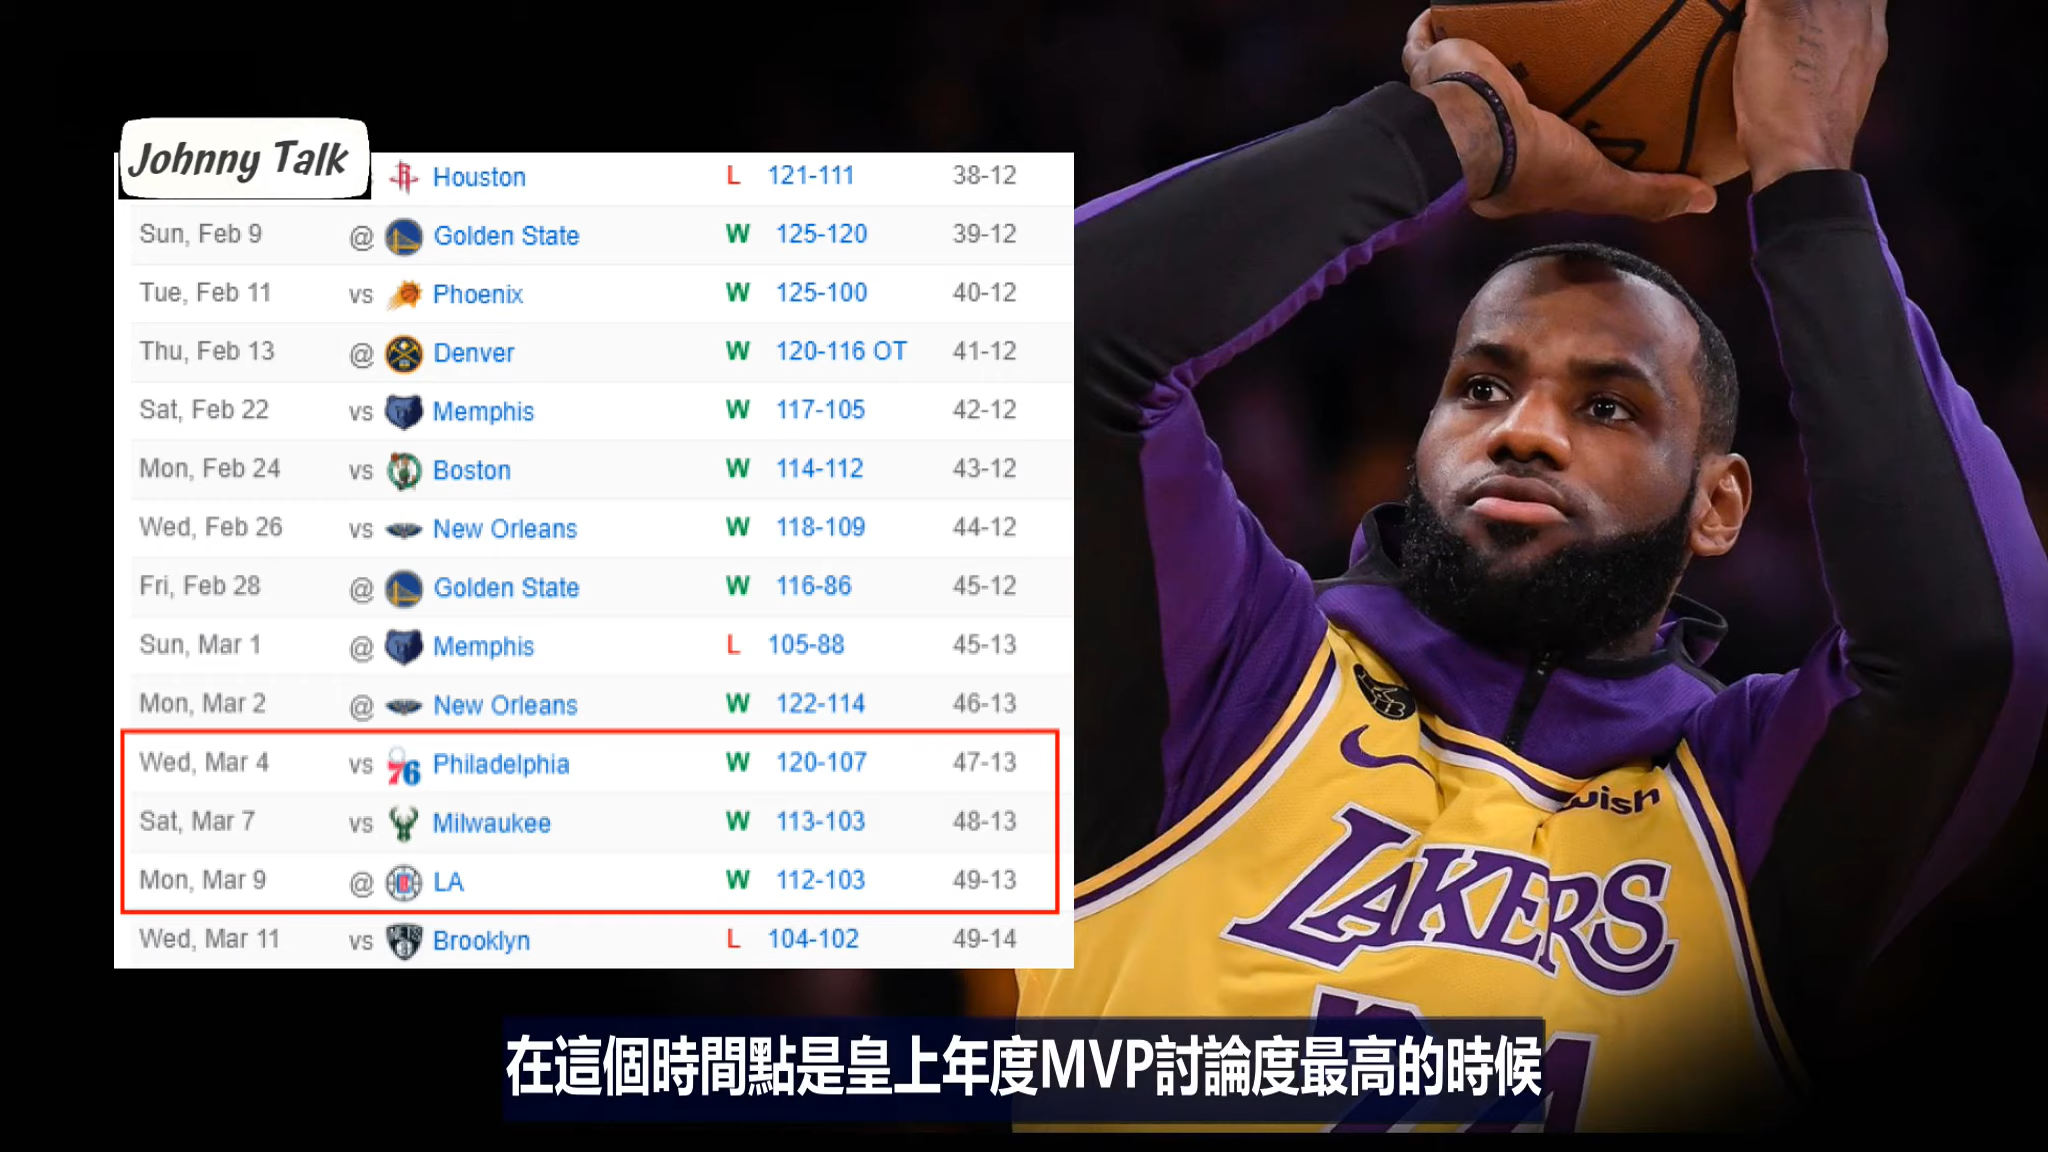 Johnny Talk
Houston L 121-111 38-12
Sun, Feb 9 @ Golden State W 125-120 39-12
Tue, Feb 11 vs Phoenix W 125-100 40-12
Thu, Feb 13 @ Denver W 120-116 OT 41-12
Sat, Feb 22 vs Memphis W 117-105 42-12
Mon, Feb 24 vs Boston W 114-112 43-12
Wed, Feb 26 vs New Orleans W 118-109 44-12
Fri, Feb 28 @ Golden State W 116-86 45-12
Sun, Mar 1 @ Memphis L 105-88 45-13
Mon, Mar 2 @ New Orleans W 122-114 46-13
Wed, Mar 4 vs 76 Philadelphia W 120-107 47-13
Sat, Mar 7 vs Milwaukee W 113-103 48-13
Mon, Mar 9 @ LA W 112-103 49-13
Wed, Mar 11 vs NETS Brooklyn L 104-102 49-14
wish
LAKERS
在這個時間點是皇上年度MVP討論度最高的時候